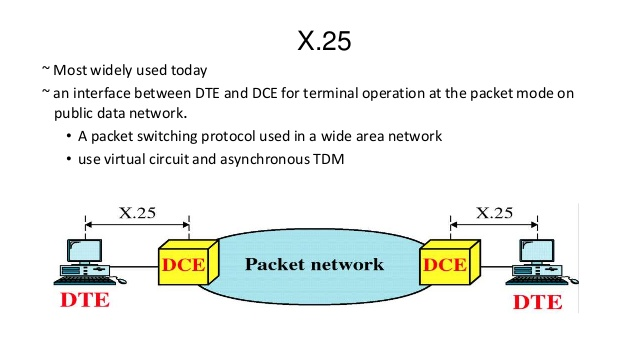 X.25
~ Most widely used today
~ an interface between DTE and DCE for terminal operation at the packet mode on
public data network.
• A packet switching protocol used in a wide area network
• use virtual circuit and asynchronous TDM
X.25 X.25
DCE Packet network DCE
DTE DTE